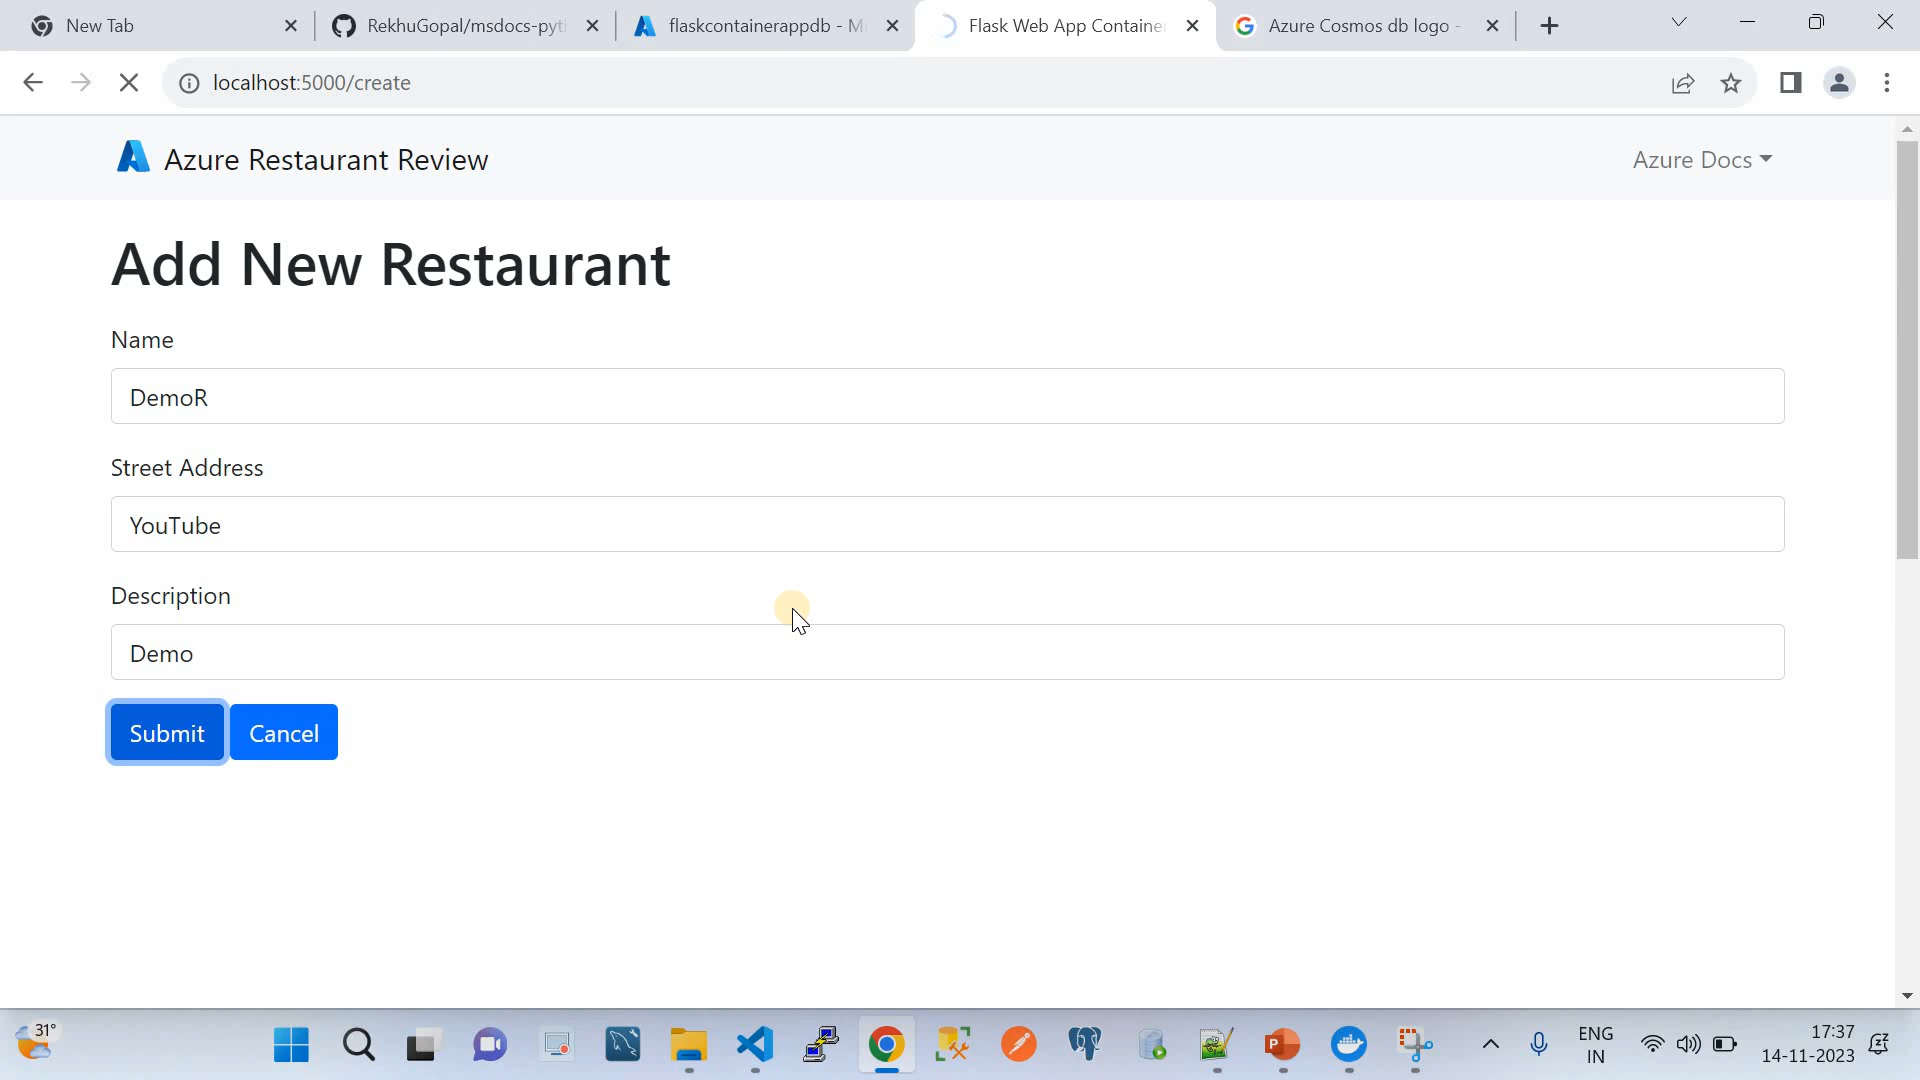 New Tab
RekhuGopal/msdocs-pyt
flaskcontainerappdb - M
Flask Web App Containe
Azure Cosmos db logo -
localhost:5000/create
Azure Restaurant Review
Azure Docs
Add New Restaurant
Name
DemoR
Street Address
YouTube
Description
Demo
Submit
Cancel
31°
ENG
IN
17:37
14-11-2023